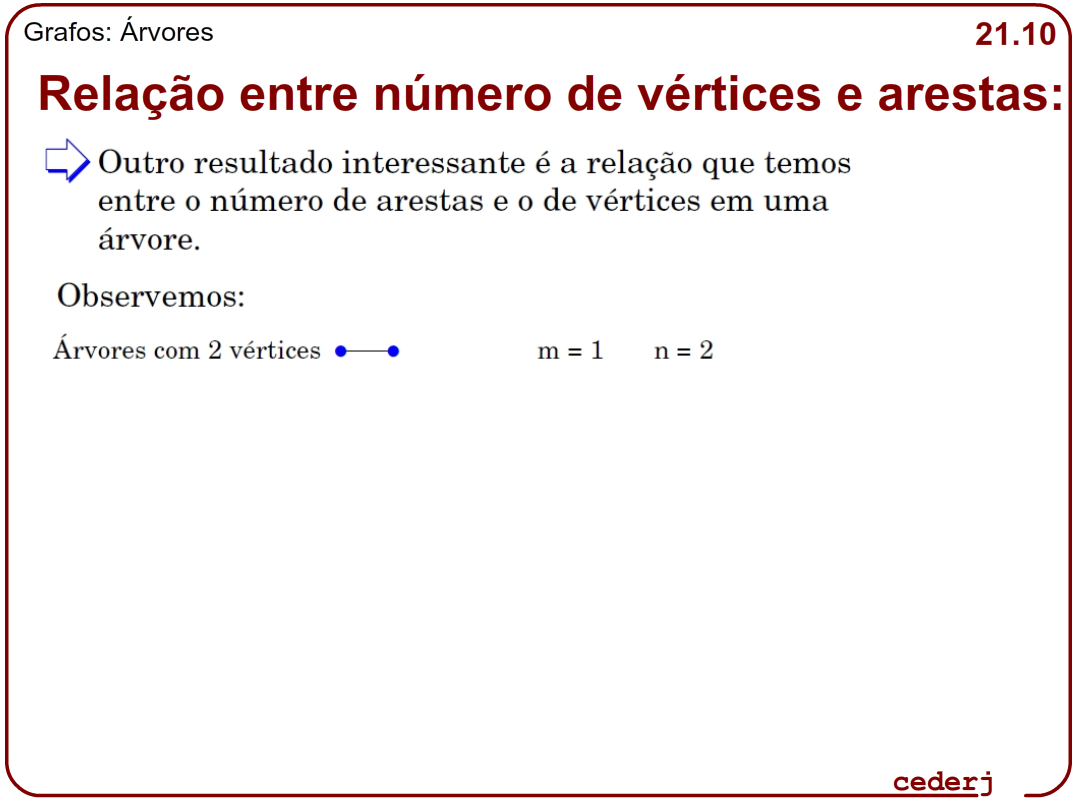 Grafos: Árvores
21.10
Relação entre número de vértices e arestas:
Outro resultado interessante é a relação que temos
entre o número de arestas e o de vértices em uma
árvore.
Observemos:
Árvores com 2 vértices m = 1 n = 2
cederj